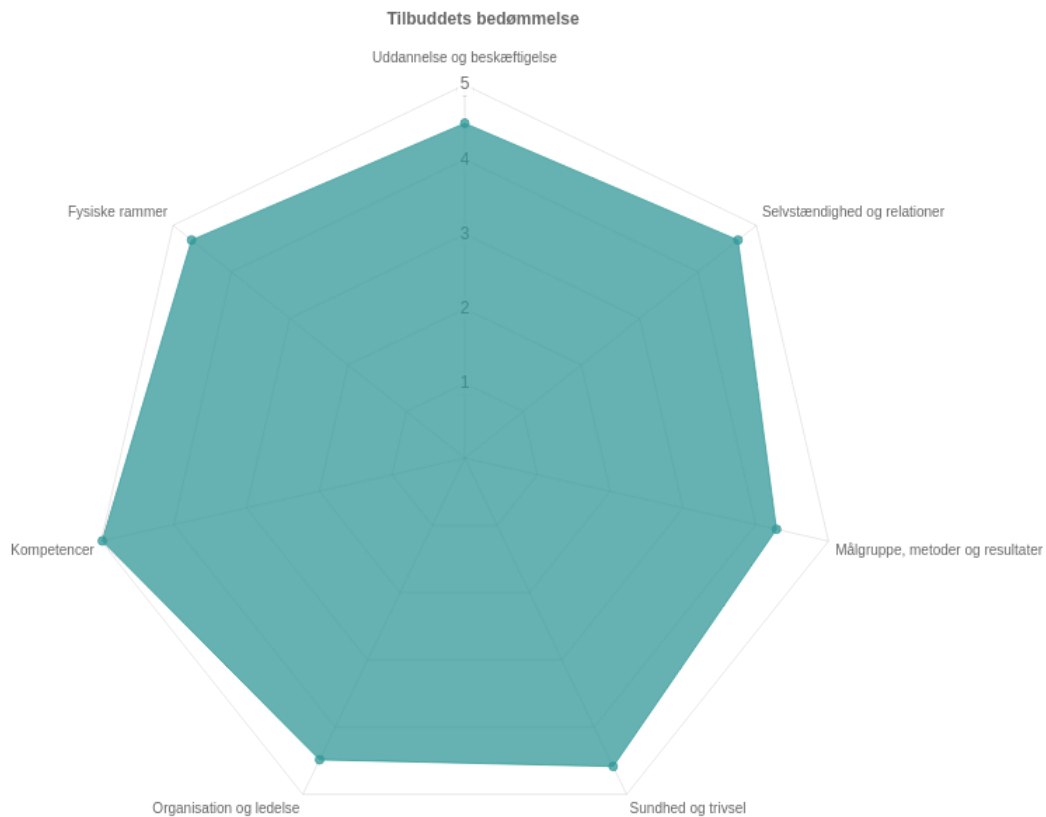 Tilbuddets bedømmelse
Uddannelse og beskæftigelse
5
4
3
2
1
Fysiske rammer
Selvstændighed og relationer
Kompetencer
Målgruppe, metoder og resultater
Organisation og ledelse
Sundhed og trivsel